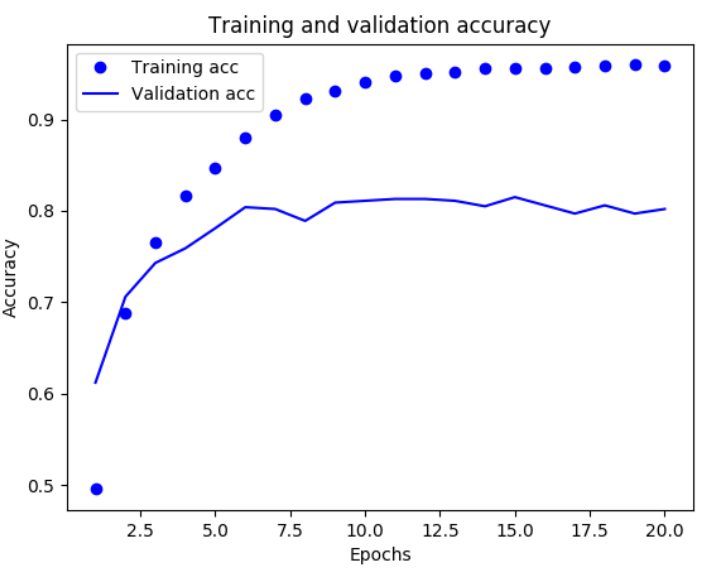 Training and validation accuracy
Training acc
Validation acc
0.9
0.8
0.7
0.6
0.5
Accuracy
2.5 5.0 7.5 10.0 12.5 15.0 17.5 20.0
Epochs